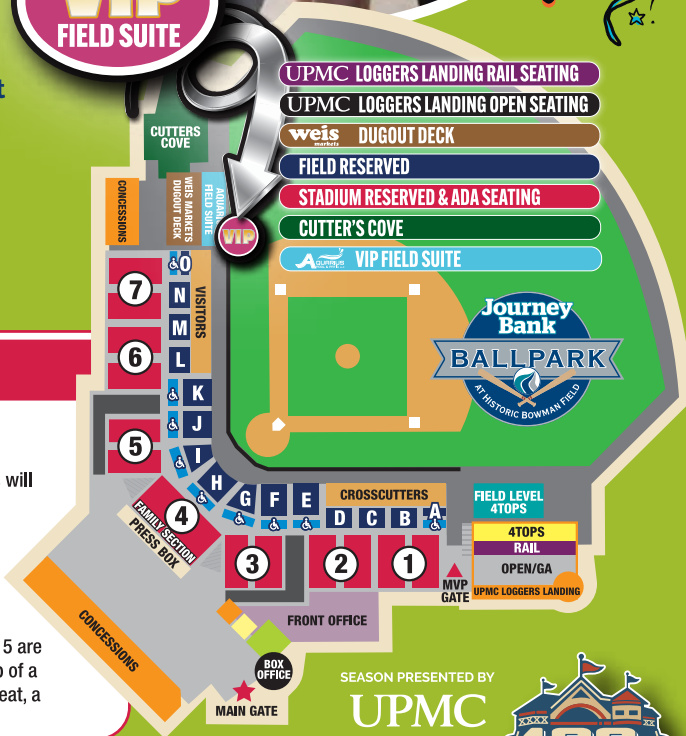 VIP
FIELD SUITE
t
UPMC LOGGERS LANDING RAIL SEATING
UPMC LOGGERS LANDING OPEN SEATING
weis markets DUGOUT DECK
FIELD RESERVED
STADIUM RESERVED & ADA SEATING
CUTTER'S COVE
AQUARIUS VIP FIELD SUITE
CUTTERS
COVE
CONCESSIONS
WEIS MARKETS
DUGOUT DECK
FIELD SUITE
VIP
O
N
M
L
VISITORS
7
6
5
K
J
I
H
G
F
E
Journey
Bank
BALLPARK
AT HISTORIC BOWMAN FIELD
will
4
FAMILY SECTION
PRESS BOX
CROSSCUTTERS
D
C
B
A
3
2
1
FIELD LEVEL
4TOPS
4TOPS
RAIL
OPEN/GA
UPMC LOGGERS LANDING
MVP
GATE
FRONT OFFICE
CONCESSIONS
BOX
OFFICE
MAIN GATE
5 are
p of a
eat, a
SEASON PRESENTED BY
UPMC